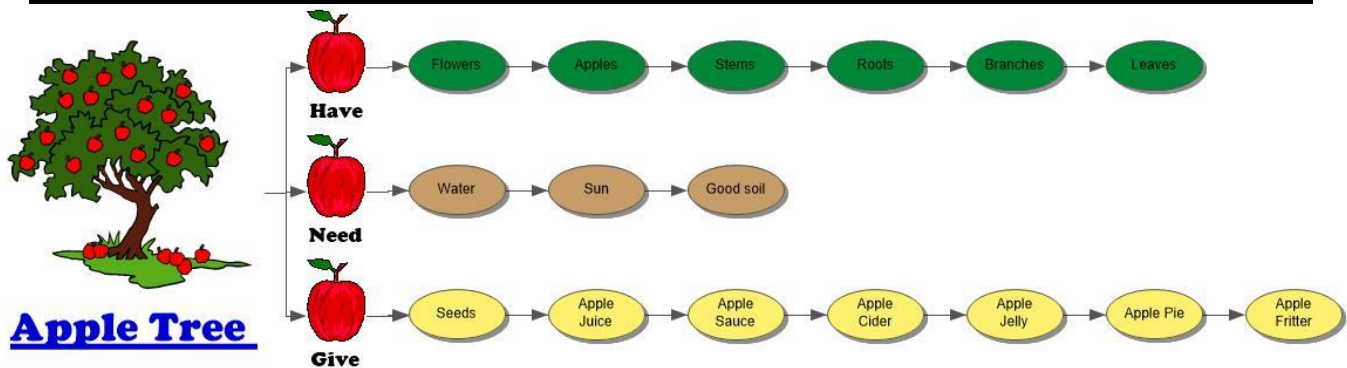 Flowers
Apples
Stems
Roots
Branches
Leaves
Have
Water
Sun
Good soil
Need
Seeds
Apple
Juice
Apple
Sauce
Apple
Cider
Apple
Jelly
Apple Pie
Apple
Fritter
Give
Apple Tree